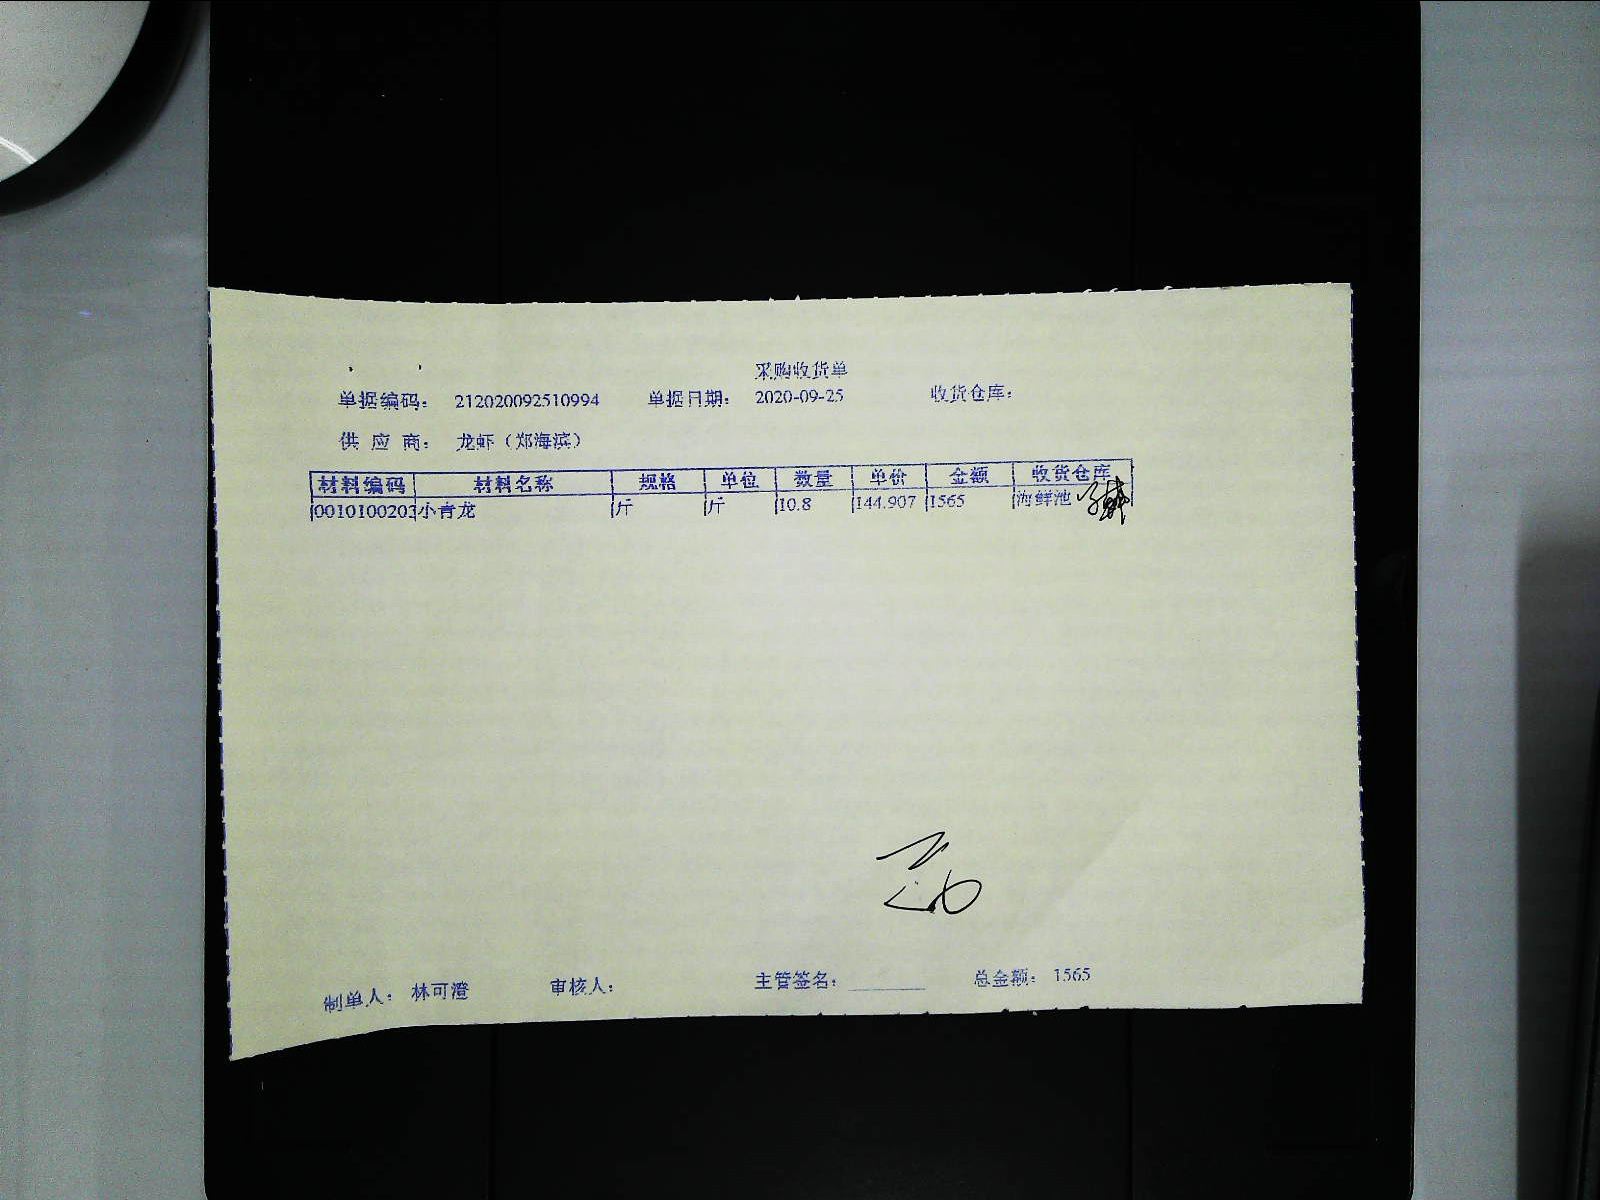 采购收货单
单据编码： 212020092510994 单据日期： 2020-09-25 收货仓库：
供 应 商： 龙虾（郑海滨）
材料编码 材料名称 规格 单位 数量 单价 金额 收货仓库
0010100203 小青龙 斤 斤 10.8 144.907 1565 海鲜池
制单人： 林可澄 审核人： 主管签名： 总金额： 1565